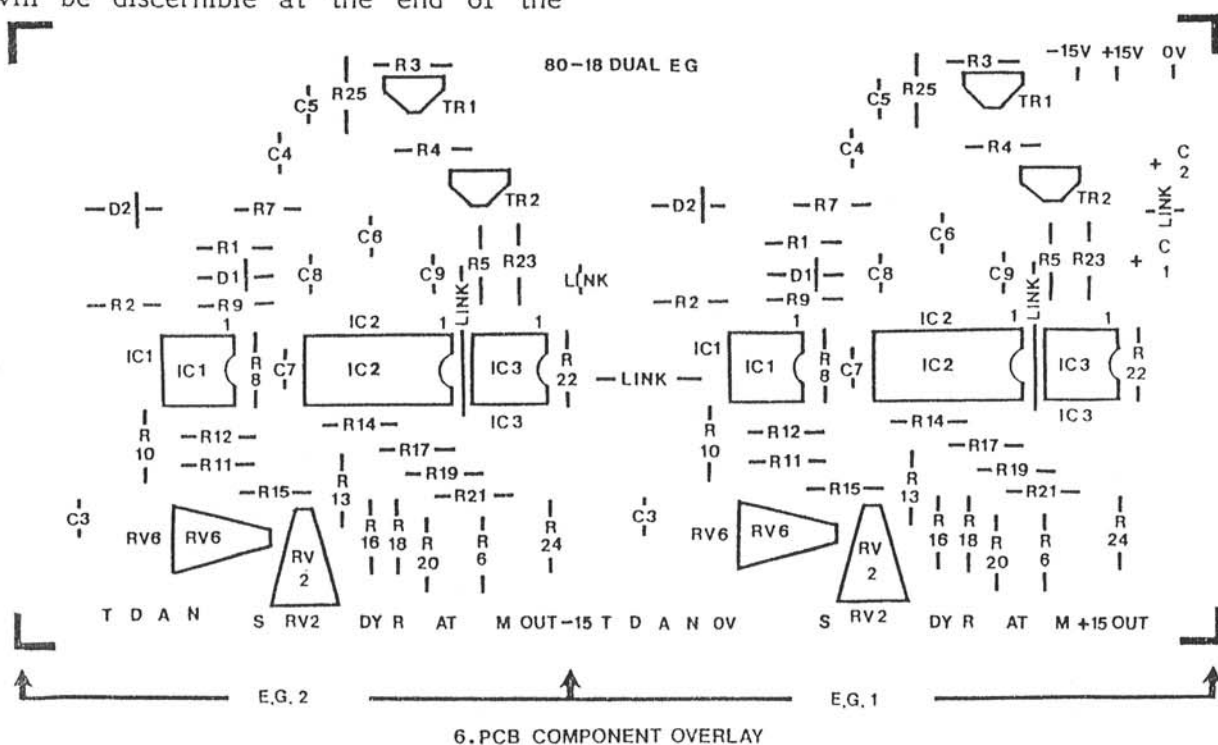 will be discernible at the end of the
R3 80-18 DUAL EG R3 -15V +15V 0V
C5 R25 TR1 C5 R25 TR1
C4 R4 C4 R4 + C2
D2 R7 TR2 D2 R7 TR2 LINK
R1 C6 R1 C6
D1 C8 C9 R5 R23 LINK D1 C8 C9 R5 R23 + C1
R2 R9 LINK R2 R9 LINK
1 IC2 1 1 1 IC2 1 1
IC1 IC1 R8 C7 IC2 IC3 R22 LINK IC1 IC1 R8 C7 IC2 IC3 R22
IC3 IC3
R10 R12 R14 R10 R12 R14
R11 R17 R11 R17
R13 R19 R13 R19
R15 R21 R15 R21
C3 RV6 RV6 RV2 R16 R18 R20 R6 R24 C3 RV6 RV6 RV2 R16 R18 R20 R6 R24
T D A N S RV2 DY R AT M OUT -15 T D A N 0V S RV2 DY R AT M +15 OUT
E,G, 2 E,G, 1
6.PCB COMPONENT OVERLAY